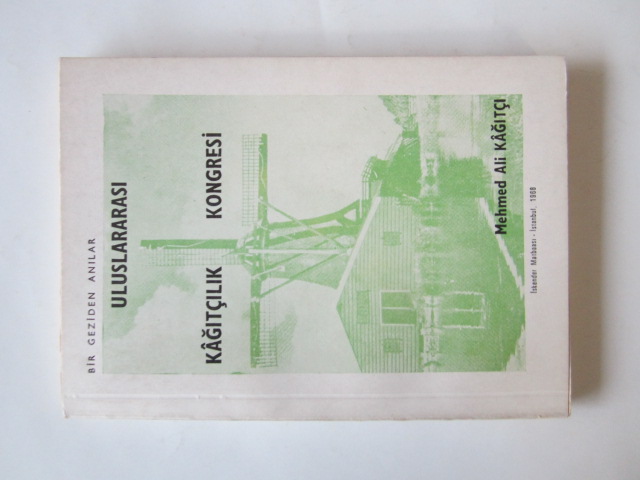 BİR GEZİDEN ANILAR
ULUSLARARASI
KÂĞITÇILIK KONGRESİ
Mehmed Ali KÂĞITÇI
İskender Matbaası - İstanbul, 1968